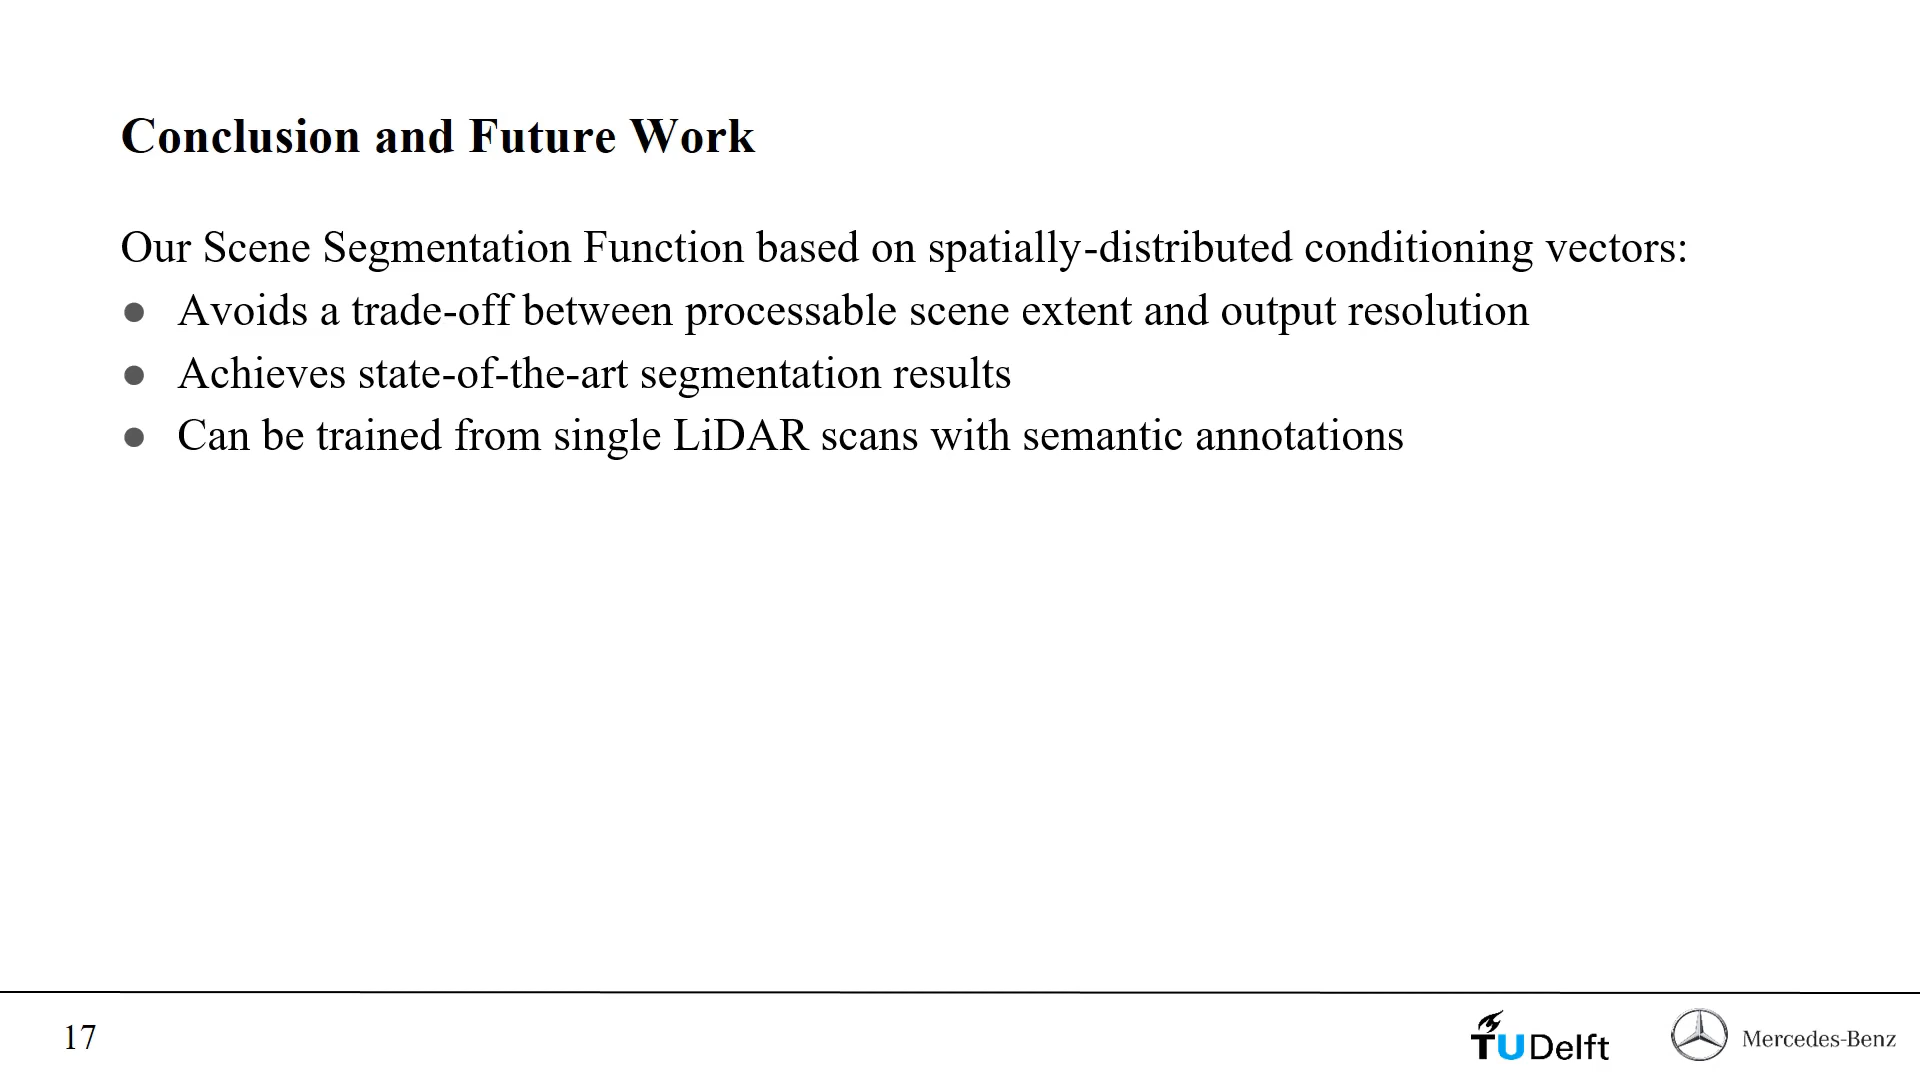 Conclusion and Future Work
Our Scene Segmentation Function based on spatially-distributed conditioning vectors:
● Avoids a trade-off between processable scene extent and output resolution
● Achieves state-of-the-art segmentation results
● Can be trained from single LiDAR scans with semantic annotations
17
TU Delft
Mercedes-Benz